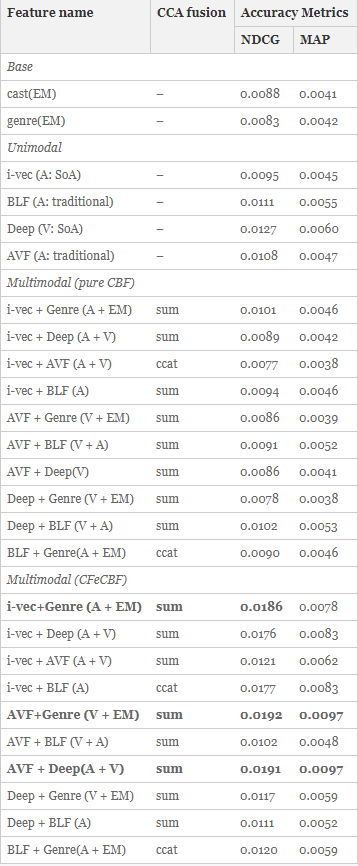 Feature name CCA fusion Accuracy Metrics
NDCG MAP
Base
cast(EM) – 0.0088 0.0041
genre(EM) – 0.0083 0.0042
Unimodal
i-vec (A: SoA) – 0.0095 0.0045
BLF (A: traditional) – 0.0111 0.0055
Deep (V: SoA) – 0.0127 0.0060
AVF (A: traditional) – 0.0108 0.0047
Multimodal (pure CBF)
i-vec + Genre (A + EM) sum 0.0101 0.0046
i-vec + Deep (A + V) sum 0.0089 0.0042
i-vec + AVF (A + V) ccat 0.0077 0.0038
i-vec + BLF (A) sum 0.0094 0.0046
AVF + Genre (V + EM) sum 0.0086 0.0039
AVF + BLF (V + A) sum 0.0091 0.0052
AVF + Deep(V) sum 0.0086 0.0041
Deep + Genre (V + EM) sum 0.0078 0.0038
Deep + BLF (V + A) sum 0.0102 0.0053
BLF + Genre(A + EM) ccat 0.0090 0.0046
Multimodal (CFeCBF)
i-vec+Genre (A + EM) sum 0.0186 0.0078
i-vec + Deep (A + V) sum 0.0176 0.0083
i-vec + AVF (A + V) sum 0.0121 0.0062
i-vec + BLF (A) ccat 0.0177 0.0083
AVF+Genre (V + EM) sum 0.0192 0.0097
AVF + BLF (V + A) sum 0.0102 0.0048
AVF + Deep(A + V) sum 0.0191 0.0097
Deep + Genre (V + EM) sum 0.0117 0.0059
Deep + BLF (A) sum 0.0111 0.0052
BLF + Genre(A + EM) ccat 0.0120 0.0059